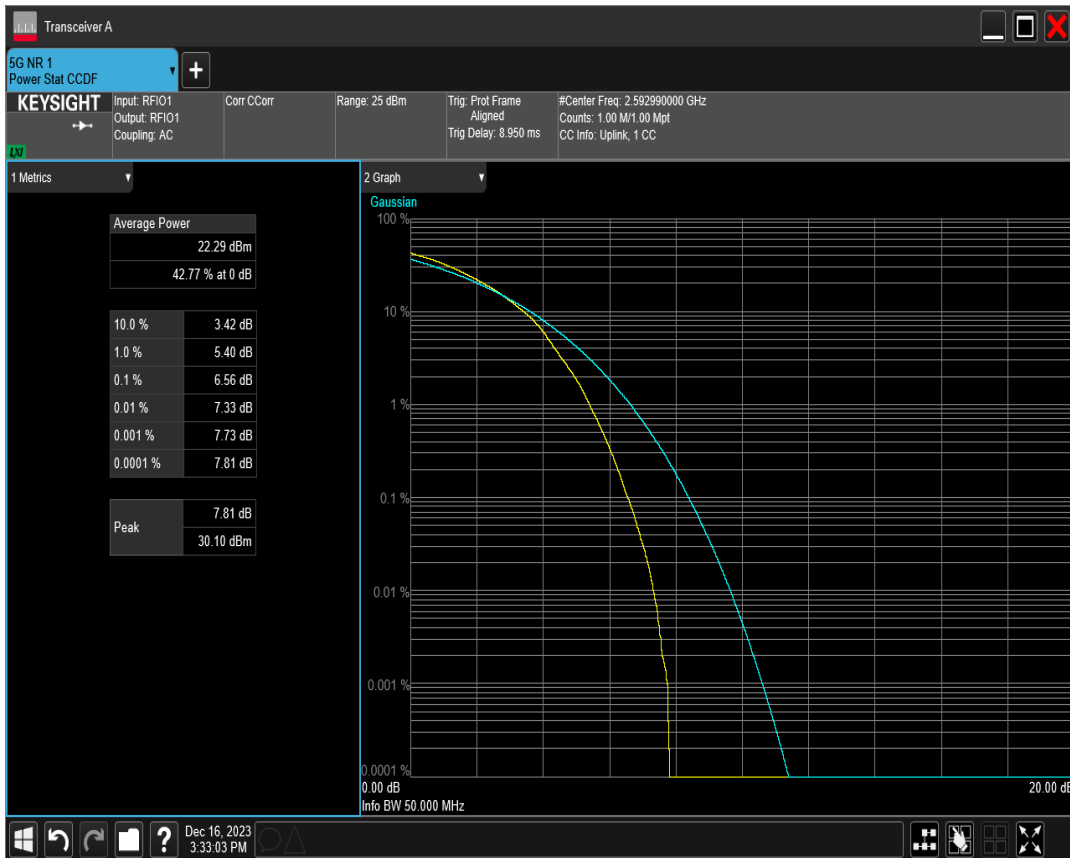 Transceiver A
5G NR 1
Power Stat CCDF
+
KEYSIGHT
LXI
Input: RFIO1
Output: RFIO1
Coupling: AC
Corr CCorr
Range: 25 dBm
Trig: Prot Frame
Aligned
Trig Delay: 8.950 ms
#Center Freq: 2.592990000 GHz
Counts: 1.00 M/1.00 Mpt
CC Info: Uplink, 1 CC
1 Metrics
Average Power
22.29 dBm
42.77 % at 0 dB
10.0 % 3.42 dB
1.0 % 5.40 dB
0.1 % 6.56 dB
0.01 % 7.33 dB
0.001 % 7.73 dB
0.0001 % 7.81 dB
Peak
7.81 dB
30.10 dBm
2 Graph
Gaussian
100 %
10 %
1 %
0.1 %
0.01 %
0.001 %
0.0001 %
0.00 dB 20.00 dB
Info BW 50.000 MHz
?
Dec 16, 2023
3:33:03 PM